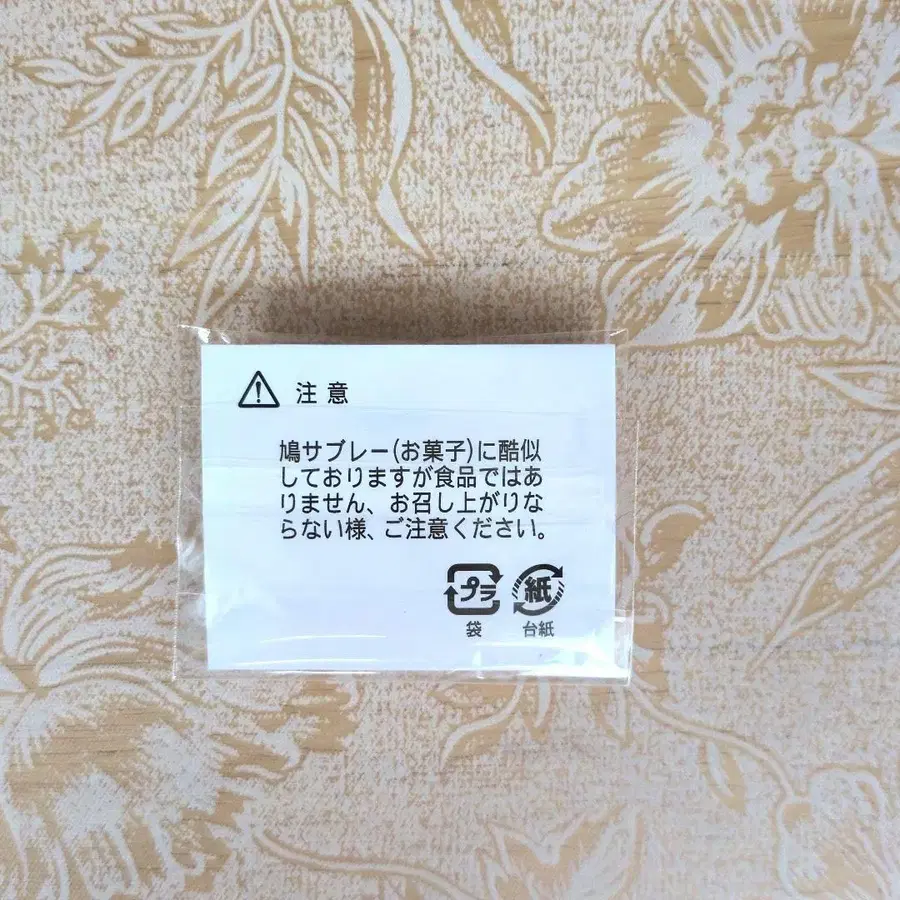 注意
鳩サブレー(お菓子)に酷似
しておりますが食品ではあ
りません、お召し上がりな
らない様、ご注意ください。
プラ 紙
袋 台紙